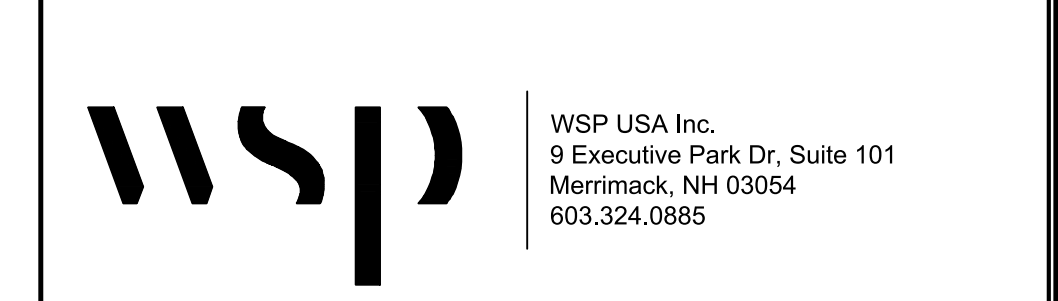 wsp
WSP USA Inc.
9 Executive Park Dr, Suite 101
Merrimack, NH 03054
603.324.0885